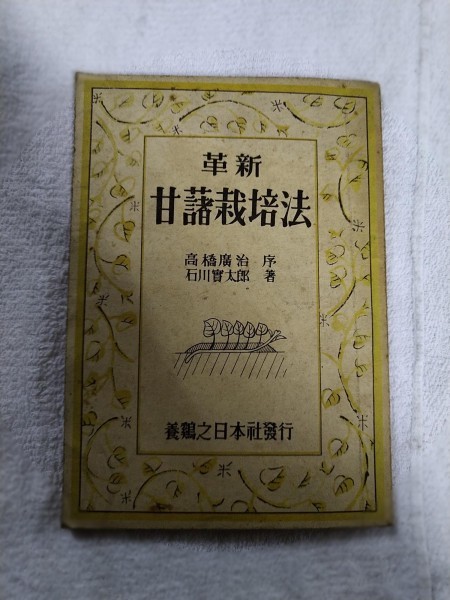 革新
甘藷栽培法
高橋廣治 序
石川實太郎 著
養鷄之日本社發行